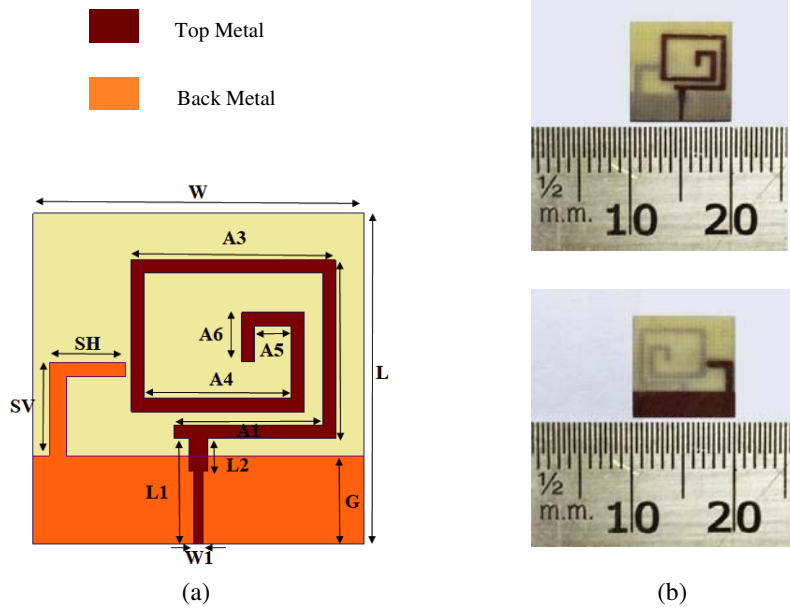 Top Metal
Back Metal
W
A3
A6
A5
SH
A4
L
SV
A1
L2
L1
G
W1
(a)
½
m.m. 10 20
½
m.m. 10 20
(b)